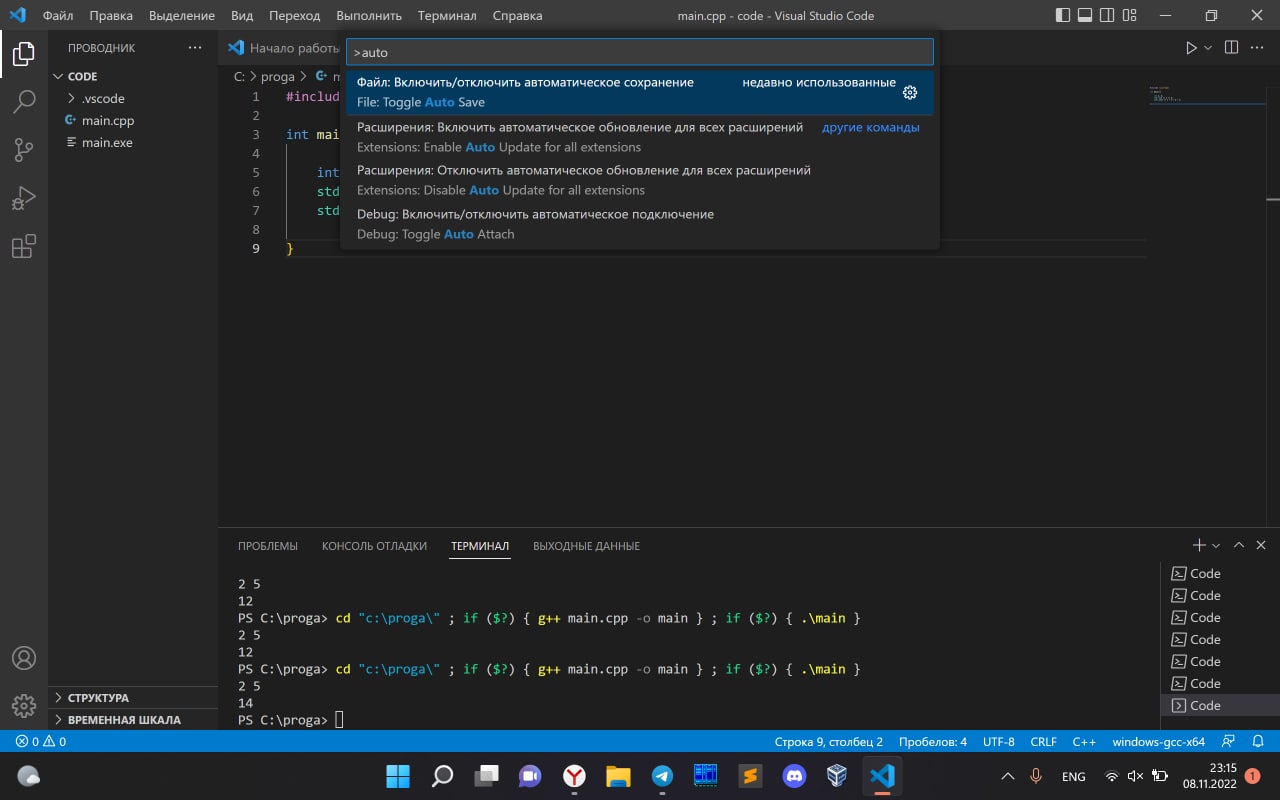 Файл Правка Выделение Вид Переход Выполнить Терминал Справка main.cpp - code - Visual Studio Code
ПРОВОДНИК
Начало работы
>auto
CODE
.vscode
main.cpp
main.exe
C: > proga >
Файл: Включить/отключить автоматическое сохранение недавно использованные
File: Toggle Auto Save
Расширения: Включить автоматическое обновление для всех расширений другие команды
Extensions: Enable Auto Update for all extensions
Расширения: Отключить автоматическое обновление для всех расширений
Extensions: Disable Auto Update for all extensions
Debug: Включить/отключить автоматическое подключение
Debug: Toggle Auto Attach
1 #includ
2
3 int mai
4
5 int
6 std
7 std
8
9 }
ПРОБЛЕМЫ КОНСОЛЬ ОТЛАДКИ ТЕРМИНАЛ ВЫХОДНЫЕ ДАННЫЕ
2 5
12
PS C:\proga> cd "c:\proga\" ; if ($?) { g++ main.cpp -o main } ; if ($?) { .\main }
2 5
12
PS C:\proga> cd "c:\proga\" ; if ($?) { g++ main.cpp -o main } ; if ($?) { .\main }
2 5
14
PS C:\proga>
Code
Code
Code
Code
Code
Code
Code
СТРУКТУРА
ВРЕМЕННАЯ ШКАЛА
0 0 Строка 9, столбец 2 Пробелов: 4 UTF-8 CRLF C++ windows-gcc-x64
ENG
23:15
08.11.2022
1